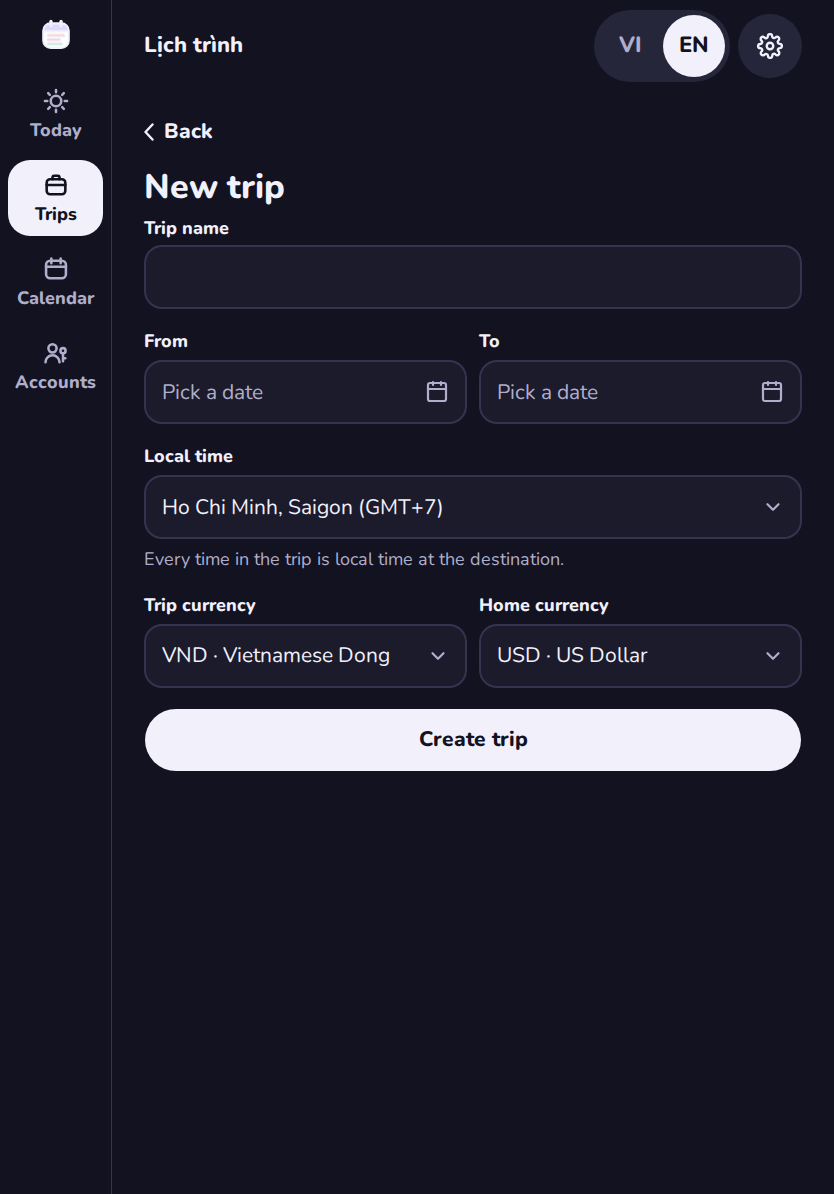 Lịch trình
VI
EN
Today
Trips
Calendar
Accounts
Back
New trip
Trip name
From
To
Pick a date
Pick a date
Local time
Ho Chi Minh, Saigon (GMT+7)
Every time in the trip is local time at the destination.
Trip currency
Home currency
VND · Vietnamese Dong
USD · US Dollar
Create trip